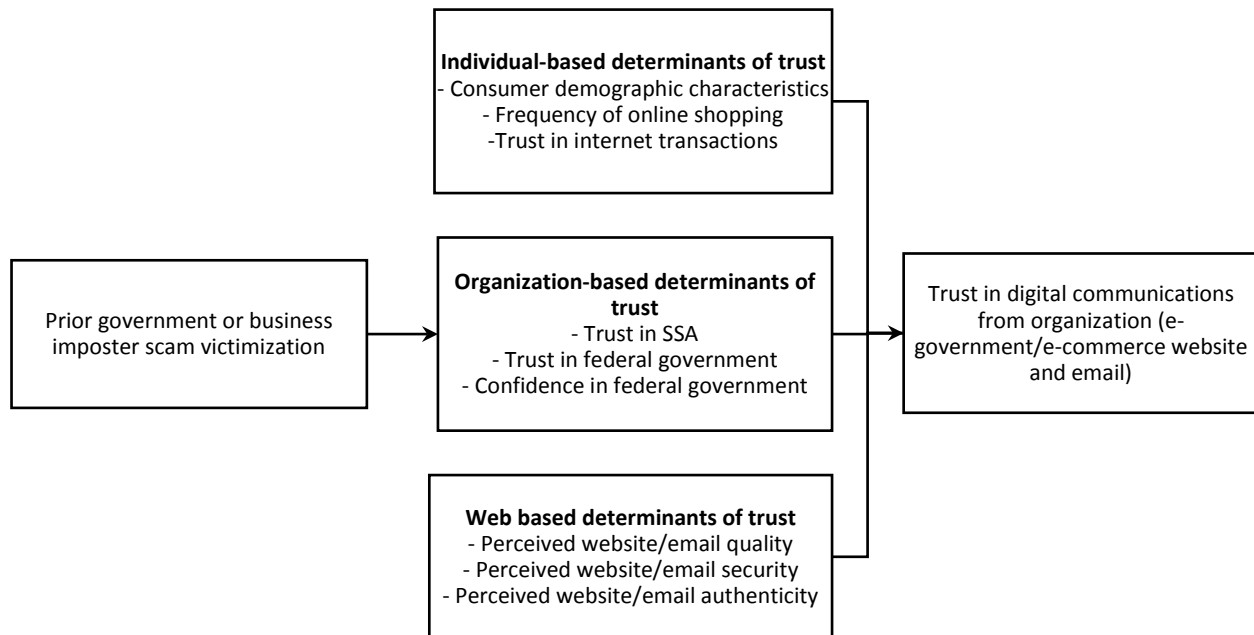 Individual-based determinants of trust
- Consumer demographic characteristics
- Frequency of online shopping
-Trust in internet transactions
Prior government or business
imposter scam victimization
Organization-based determinants of
trust
- Trust in SSA
- Trust in federal government
- Confidence in federal government
Trust in digital communications
from organization (e-
government/e-commerce website
and email)
Web based determinants of trust
- Perceived website/email quality
- Perceived website/email security
- Perceived website/email authenticity